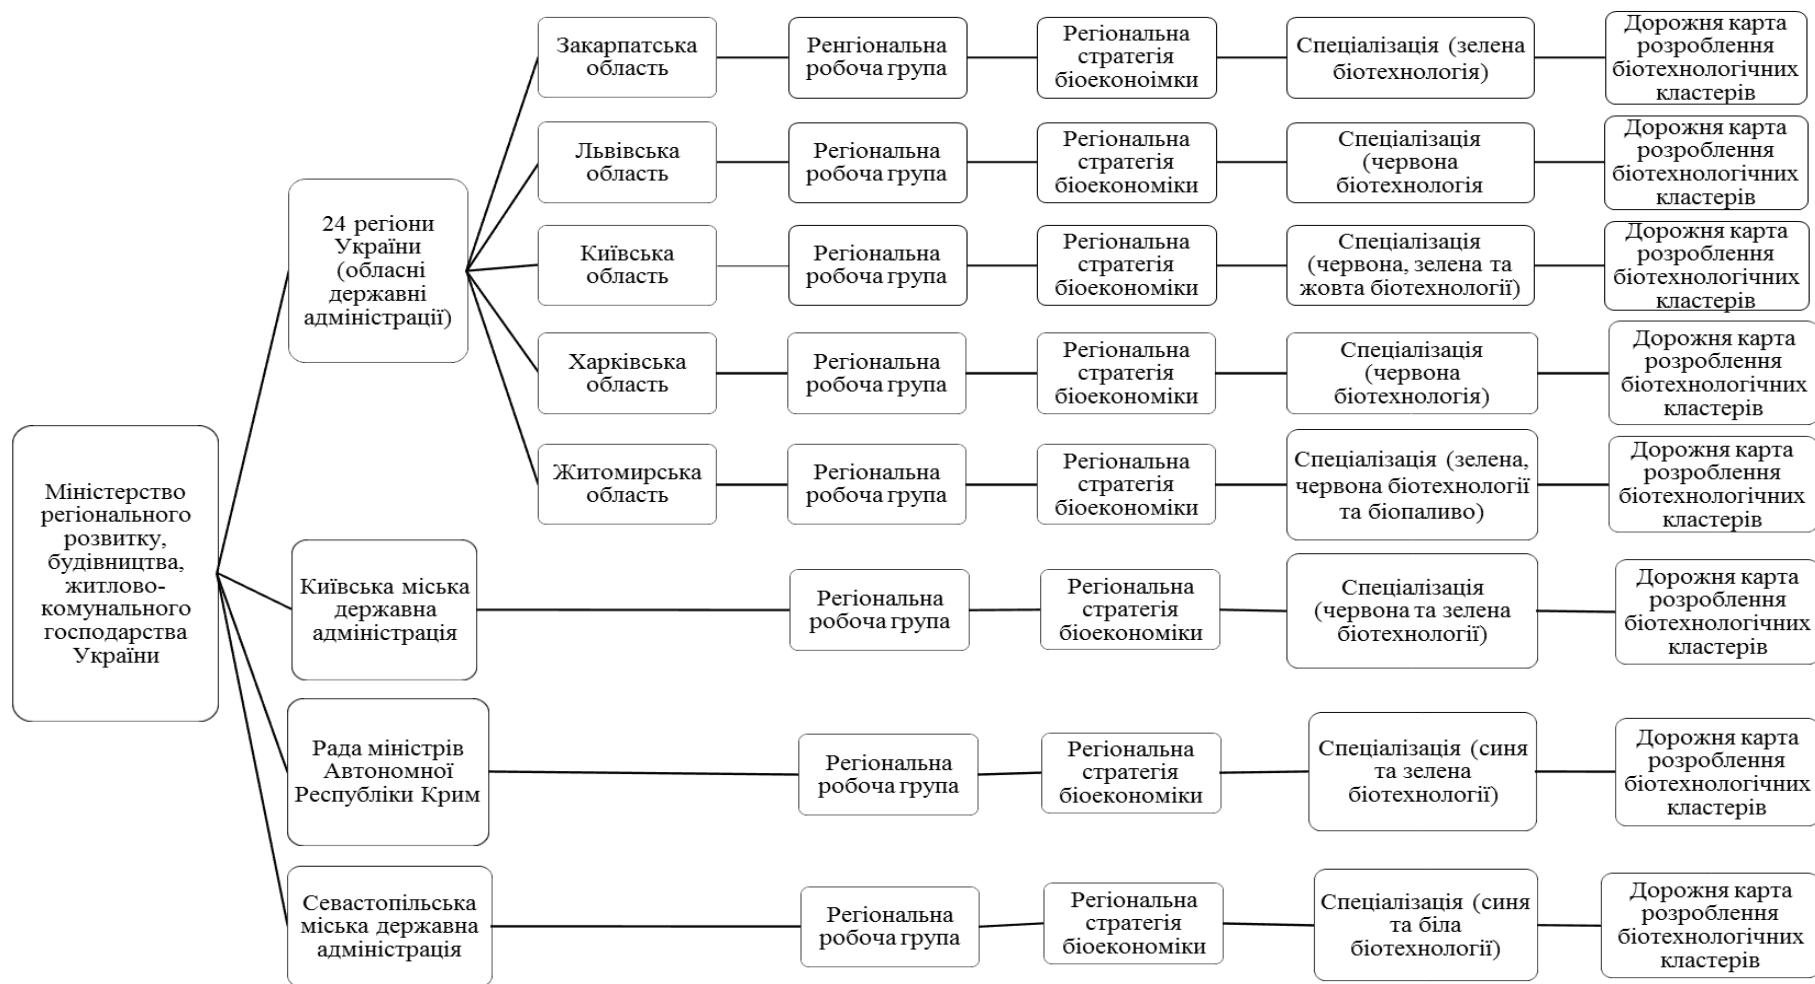 Закарпатська
область
Ренгіональна
робоча група
Регіональна
стратегія
біоеконоімки
Спеціалізація (зелена
біотехнологія)
Дорожня карта
розроблення
біотехнологічних
кластерів
Львівська
область
Регіональна
робоча група
Регіональна
стратегія
біоекономіки
Спеціалізація
(червона
біотехнологія
Дорожня карта
розроблення
біотехнологічних
кластерів
24 регіони
України
(обласні
державні
адміністрації)
Київська
область
Регіональна
робоча група
Регіональна
стратегія
біоекономіки
Спеціалізація
(червона, зелена та
жовта біотехнології)
Дорожня карта
розроблення
біотехнологічних
кластерів
Харківська
область
Регіональна
робоча група
Регіональна
стратегія
біоекономіки
Спеціалізація
(червона
біотехнологія)
Дорожня карта
розроблення
біотехнологічних
кластерів
Житомирська
область
Регіональна
робоча група
Регіональна
стратегія
біоекономіки
Спеціалізація (зелена,
червона біотехнології
та біопаливо)
Дорожня карта
розроблення
біотехнологічних
кластерів
Міністерство
регіонального
розвитку,
будівництва,
житлово-
комунального
господарства
України
Київська міська
державна
адміністрація
Регіональна
робоча група
Регіональна
стратегія
біоекономіки
Спеціалізація
(червона та зелена
біотехнології)
Дорожня карта
розроблення
біотехнологічних
кластерів
Рада міністрів
Автономної
Республіки Крим
Регіональна
робоча група
Регіональна
стратегія
біоекономіки
Спеціалізація (синя
та зелена
біотехнології)
Дорожня карта
розроблення
біотехнологічних
кластерів
Севастопільська
міська державна
адміністрація
Регіональна
робоча група
Регіональна
стратегія
біоекономіки
Спеціалізація (синя
та біла
біотехнології)
Дорожня карта
розроблення
біотехнологічних
кластерів